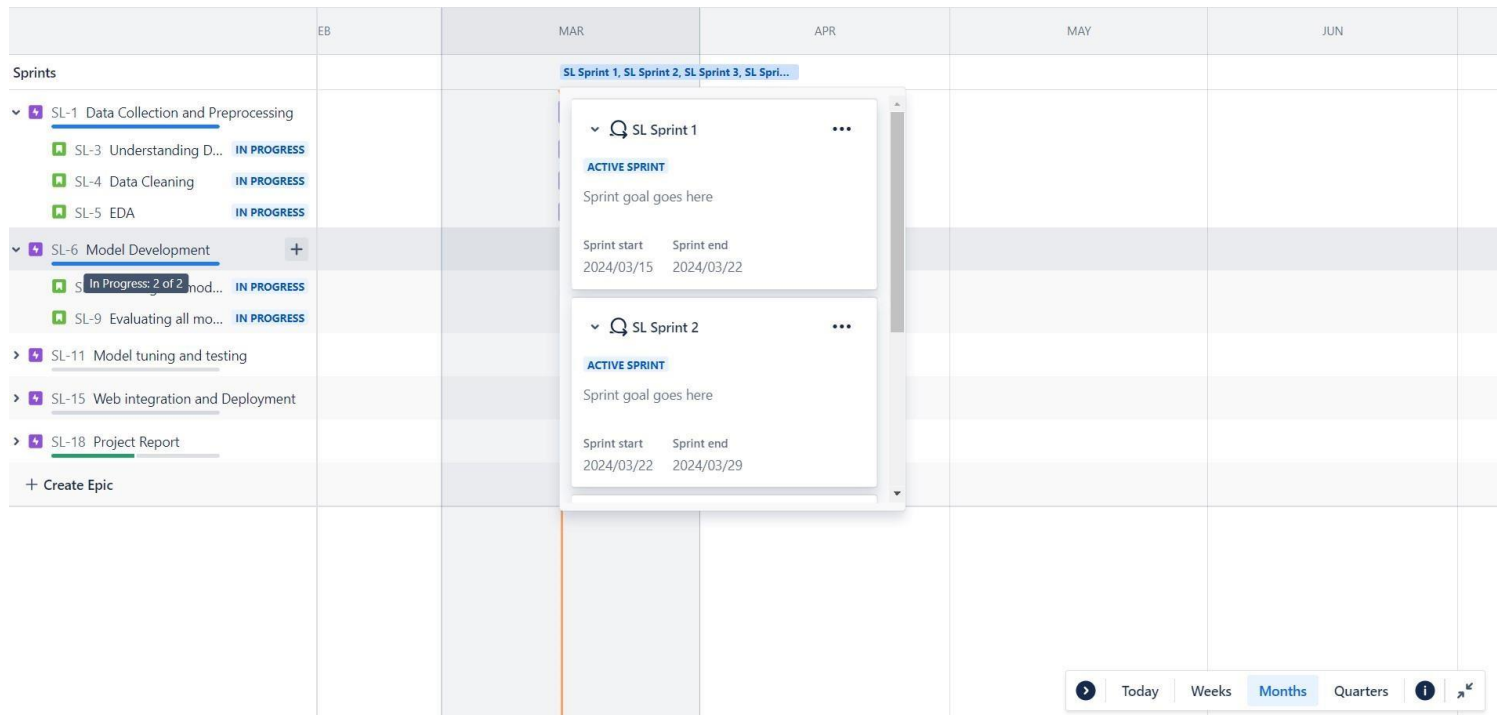 EB MAR APR MAY JUN
Sprints
SL Sprint 1, SL Sprint 2, SL Sprint 3, SL Spri...
SL-1 Data Collection and Preprocessing
SL-3 Understanding D... IN PROGRESS
SL-4 Data Cleaning IN PROGRESS
SL-5 EDA IN PROGRESS
SL-6 Model Development
In Progress: 2 of 2
S mod... IN PROGRESS
SL-9 Evaluating all mo... IN PROGRESS
SL-11 Model tuning and testing
SL-15 Web integration and Deployment
SL-18 Project Report
+ Create Epic
SL Sprint 1
ACTIVE SPRINT
Sprint goal goes here
Sprint start Sprint end
2024/03/15 2024/03/22
SL Sprint 2
ACTIVE SPRINT
Sprint goal goes here
Sprint start Sprint end
2024/03/22 2024/03/29
Today Weeks Months Quarters